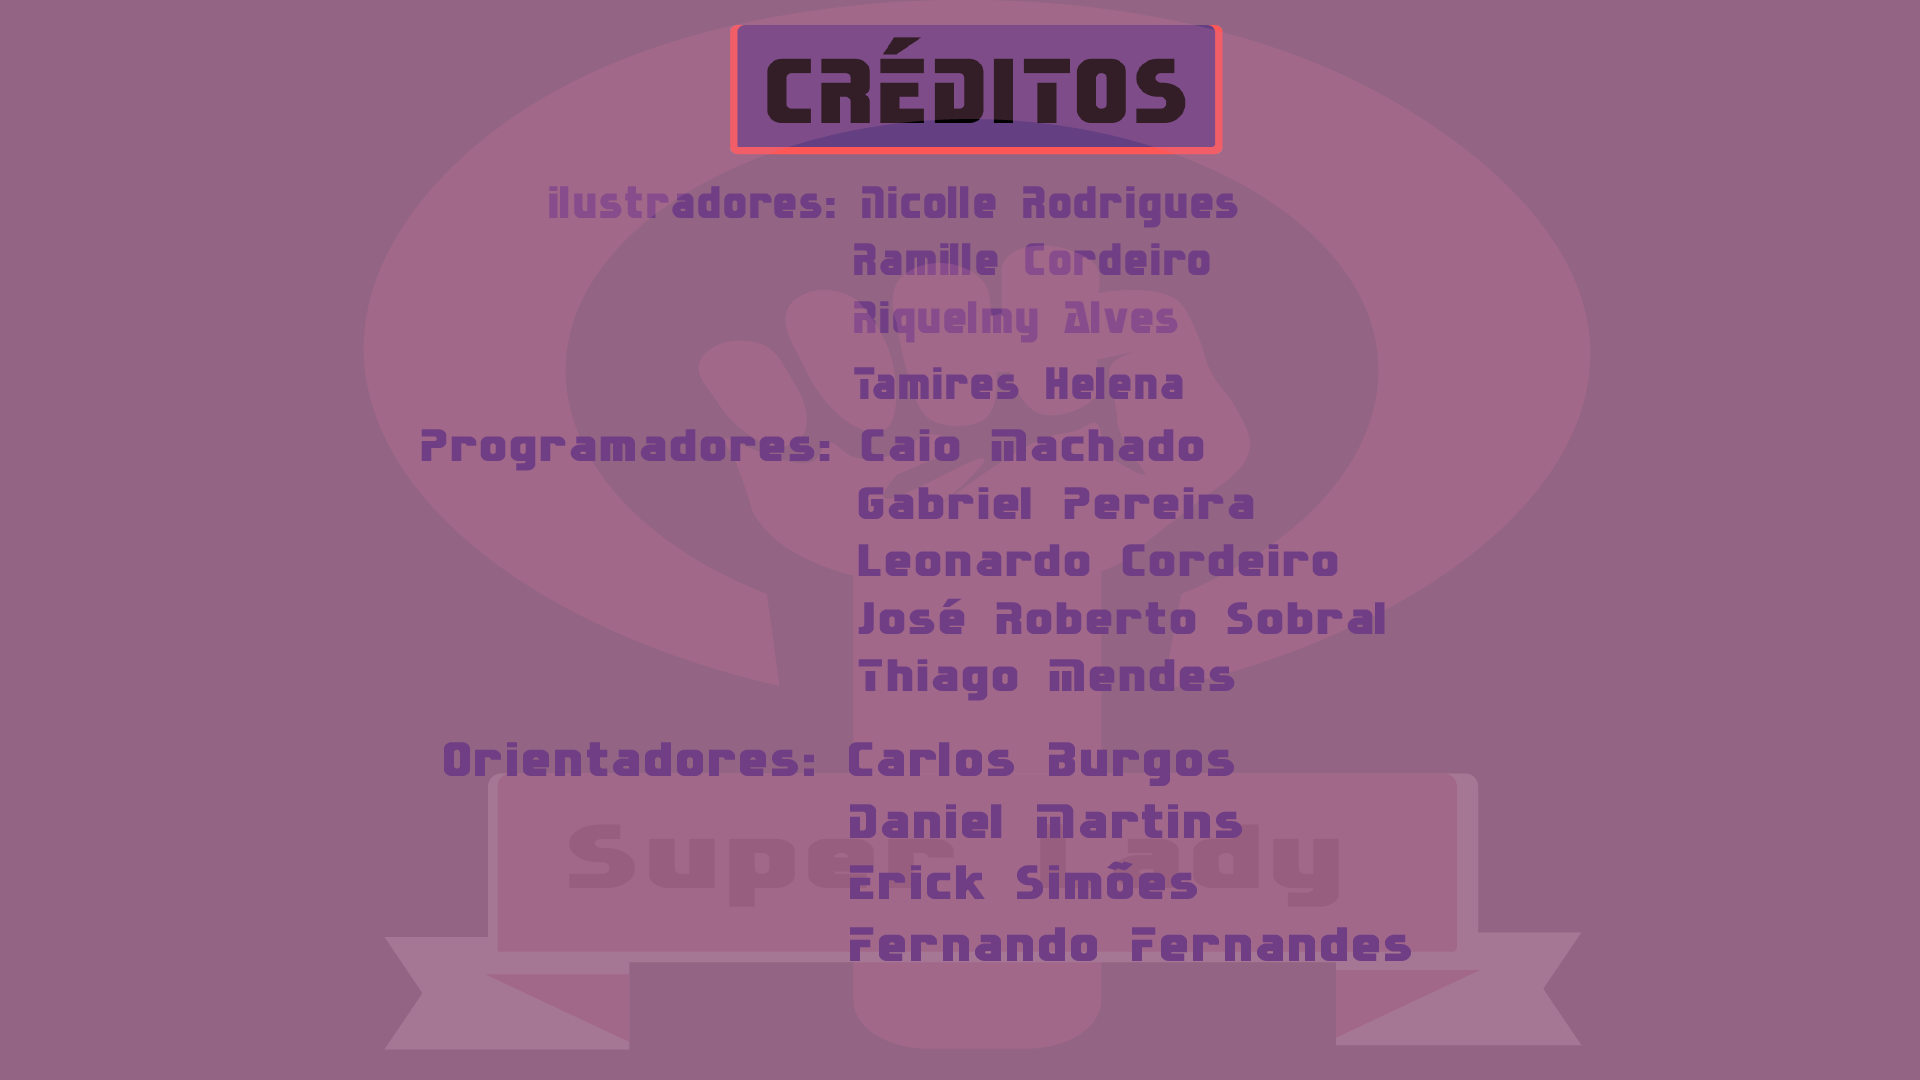 CRÉDITOS
ilustradores: Nicolle Rodrigues
Ramille Cordeiro
Riquelmy Alves
Tamires Helena
Programadores: Caio Machado
Gabriel Pereira
Leonardo Cordeiro
José Roberto Sobral
Thiago Mendes
Orientadores: Carlos Burgos
Daniel Martins
Super Lady
Erick Simões
Fernando Fernandes